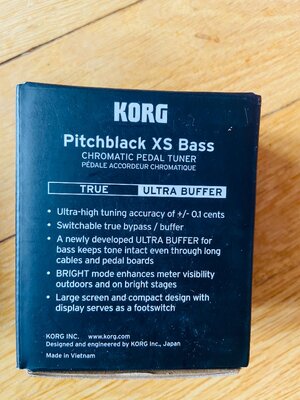 KORG
Pitchblack XS Bass
CHROMATIC PEDAL TUNER
PÉDALE ACCORDEUR CHROMATIQUE
TRUE ULTRA BUFFER
• Ultra-high tuning accuracy of +/- 0.1 cents
• Switchable true bypass / buffer
• A newly developed ULTRA BUFFER for
bass keeps tone intact even through long
cables and pedal boards
• BRIGHT mode enhances meter visibility
outdoors and on bright stages
• Large screen and compact design with
display serves as a footswitch
KORG INC. www.korg.com
Designed and engineered by KORG Inc., Japan
Made in Vietnam